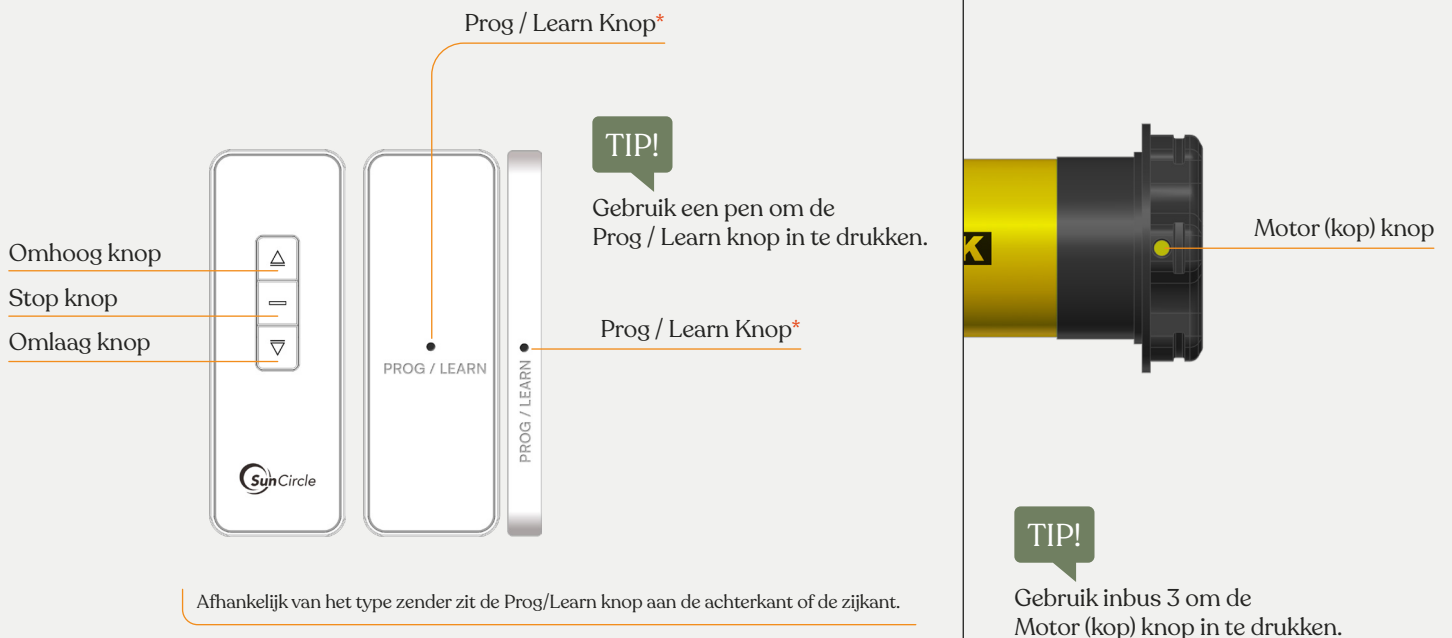 Prog / Learn Knop*
TIP!
Gebruik een pen om de
Prog / Learn knop in te drukken.
Omhoog knop
Stop knop
Omlaag knop
PROG / LEARN
PROG / LEARN
Prog / Learn Knop*
SunCircle
Afhankelijk van het type zender zit de Prog/Learn knop aan de achterkant of de zijkant.
K
Motor (kop) knop
TIP!
Gebruik inbus 3 om de
Motor (kop) knop in te drukken.